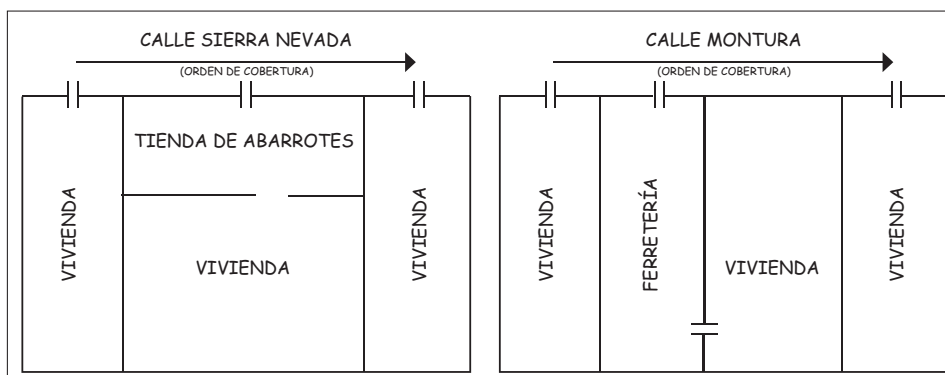 CALLE SIERRA NEVADA
(ORDEN DE COBERTURA)
TIENDA DE ABARROTES
VIVIENDA
VIVIENDA
VIVIENDA
CALLE MONTURA
(ORDEN DE COBERTURA)
VIVIENDA
FERRETERÍA
VIVIENDA
VIVIENDA